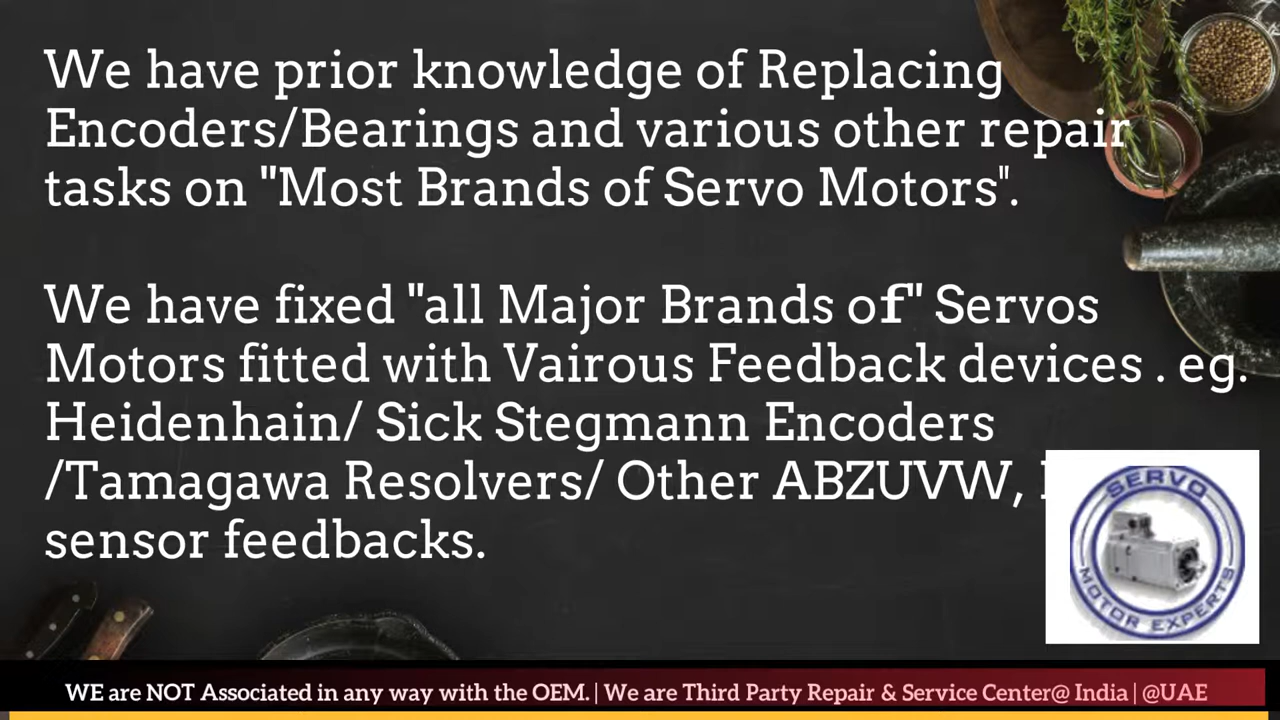 We have prior knowledge of Replacing
Encoders/Bearings and various other repair
tasks on "Most Brands of Servo Motors".
We have fixed "all Major Brands of" Servos
Motors fitted with Vairous Feedback devices . eg.
Heidenhain/ Sick Stegmann Encoders
/Tamagawa Resolvers/ Other ABZUVW,
sensor feedbacks.
SERVO
MOTOR EXPERTS
WE are NOT Associated in any way with the OEM. | We are Third Party Repair & Service Center@ India | @UAE